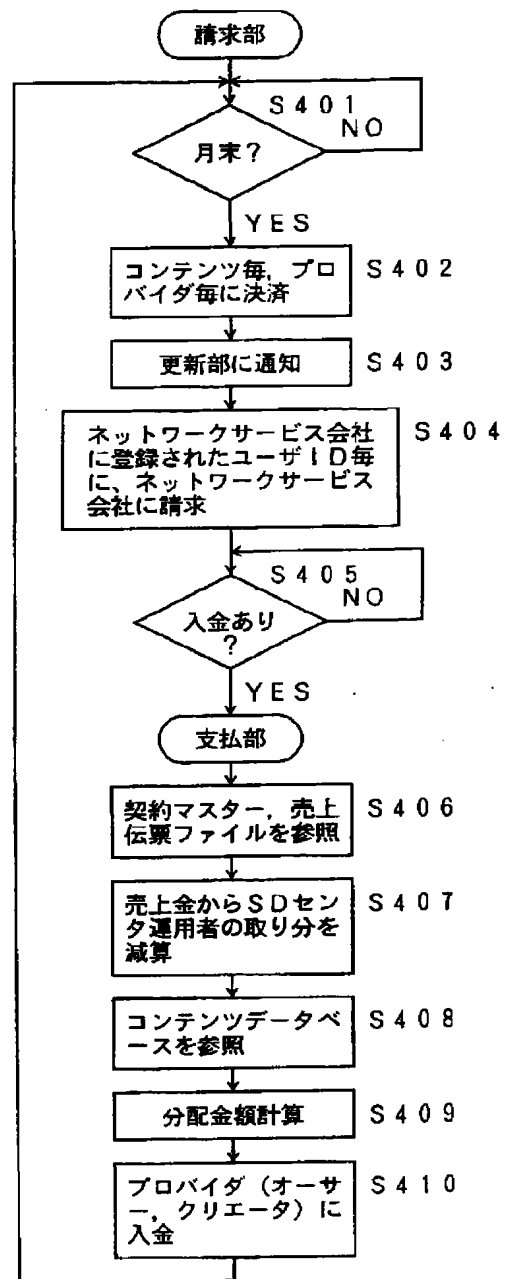 請求部
S401
NO
月末?
YES
コンテンツ毎，プロ
バイダ毎に決済
S402
更新部に通知
S403
ネットワークサービス会社
に登録されたユーザID毎
に、ネットワークサービス
会社に請求
S404
S405
NO
入金あり
?
YES
支払部
契約マスター，売上
伝票ファイルを参照
S406
売上金からSDセン
タ運用者の取り分を
減算
S407
コンテンツデータベ
ースを参照
S408
分配金額計算
S409
プロバイダ（オーサ
ー，クリエータ）に
入金
S410